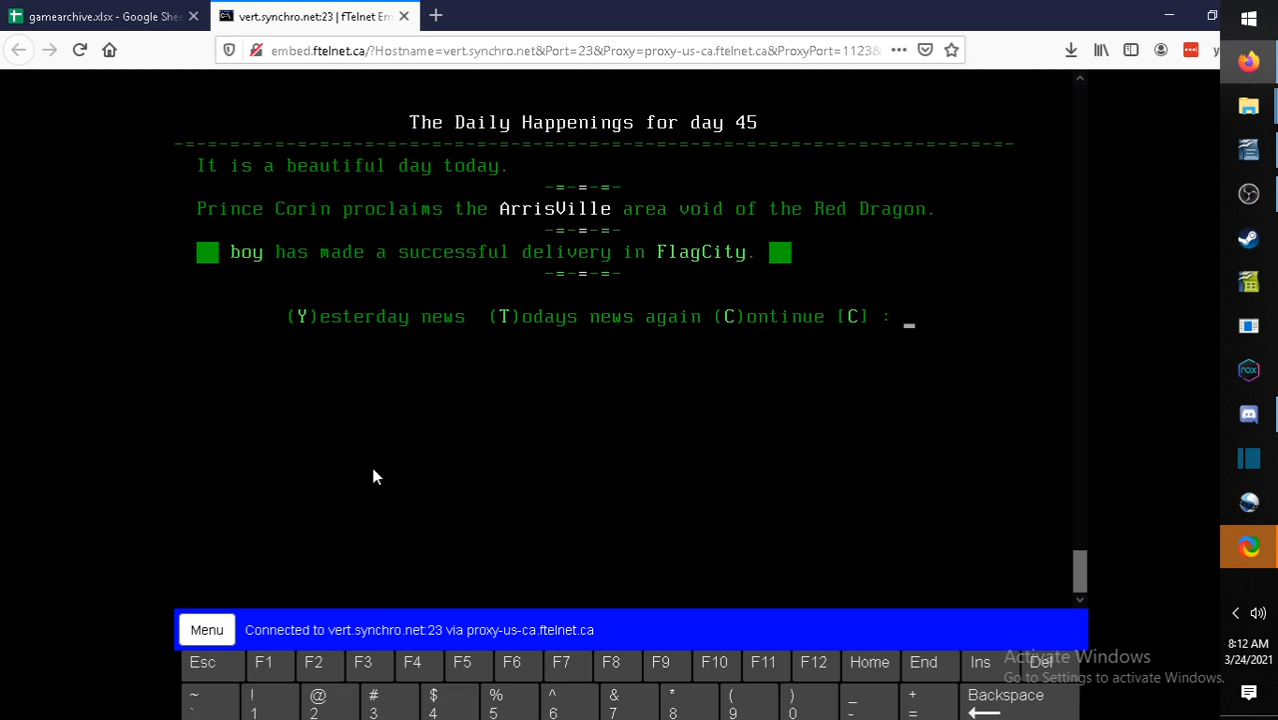 gamearchive.xlsx - Google She
vert.synchro.net:23 | fTelnet Em
embed.ftelnet.ca/?Hostname=vert.synchro.net&Port=23&Proxy=proxy-us-ca.ftelnet.ca&ProxyPort=1123&
The Daily Happenings for day 45
-=-=-=-=-=-=-=-=-=-=-=-=-=-=-=-=-=-=-=-=-=-=-=-=-=-=-=-=-=-=-=-=-=-=-=-=-=-
It is a beautiful day today.
-=-=-=-
Prince Corin proclaims the ArrisVille area void of the Red Dragon.
-=-=-=-
boy has made a successful delivery in FlagCity.
-=-=-=-
(Y)esterday news (T)odays news again (C)ontinue [C] : _
Menu Connected to vert.synchro.net:23 via proxy-us-ca.ftelnet.ca
Esc F1 F2 F3 F4 F5 F6 F7 F8 F9 F10 F11 F12 Home End Ins Del
~ ! @ # $ % ^ & * ( ) _ + Backspace
` 1 2 3 4 5 6 7 8 9 0 - =
Activate Windows
Go to Settings to activate Windows.
nox
8:12 AM
3/24/2021